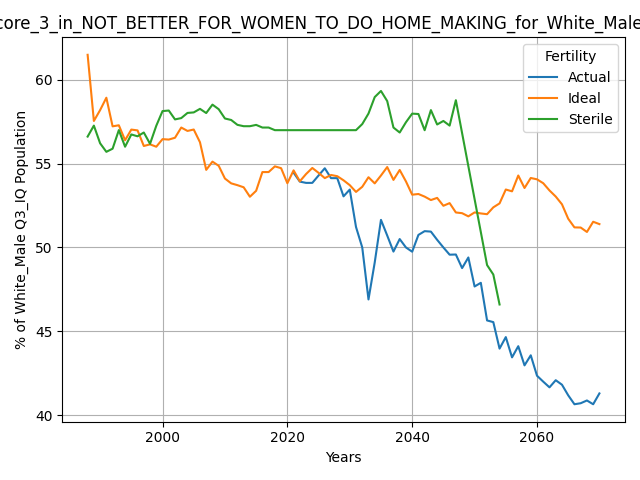 core_3_in_NOT_BETTER_FOR_WOMEN_TO_DO_HOME_MAKING_for_White_Male
% of White_Male Q3_IQ Population
60
55
50
45
40
Fertility
Actual
Ideal
Sterile
2000 2020 2040 2060
Years